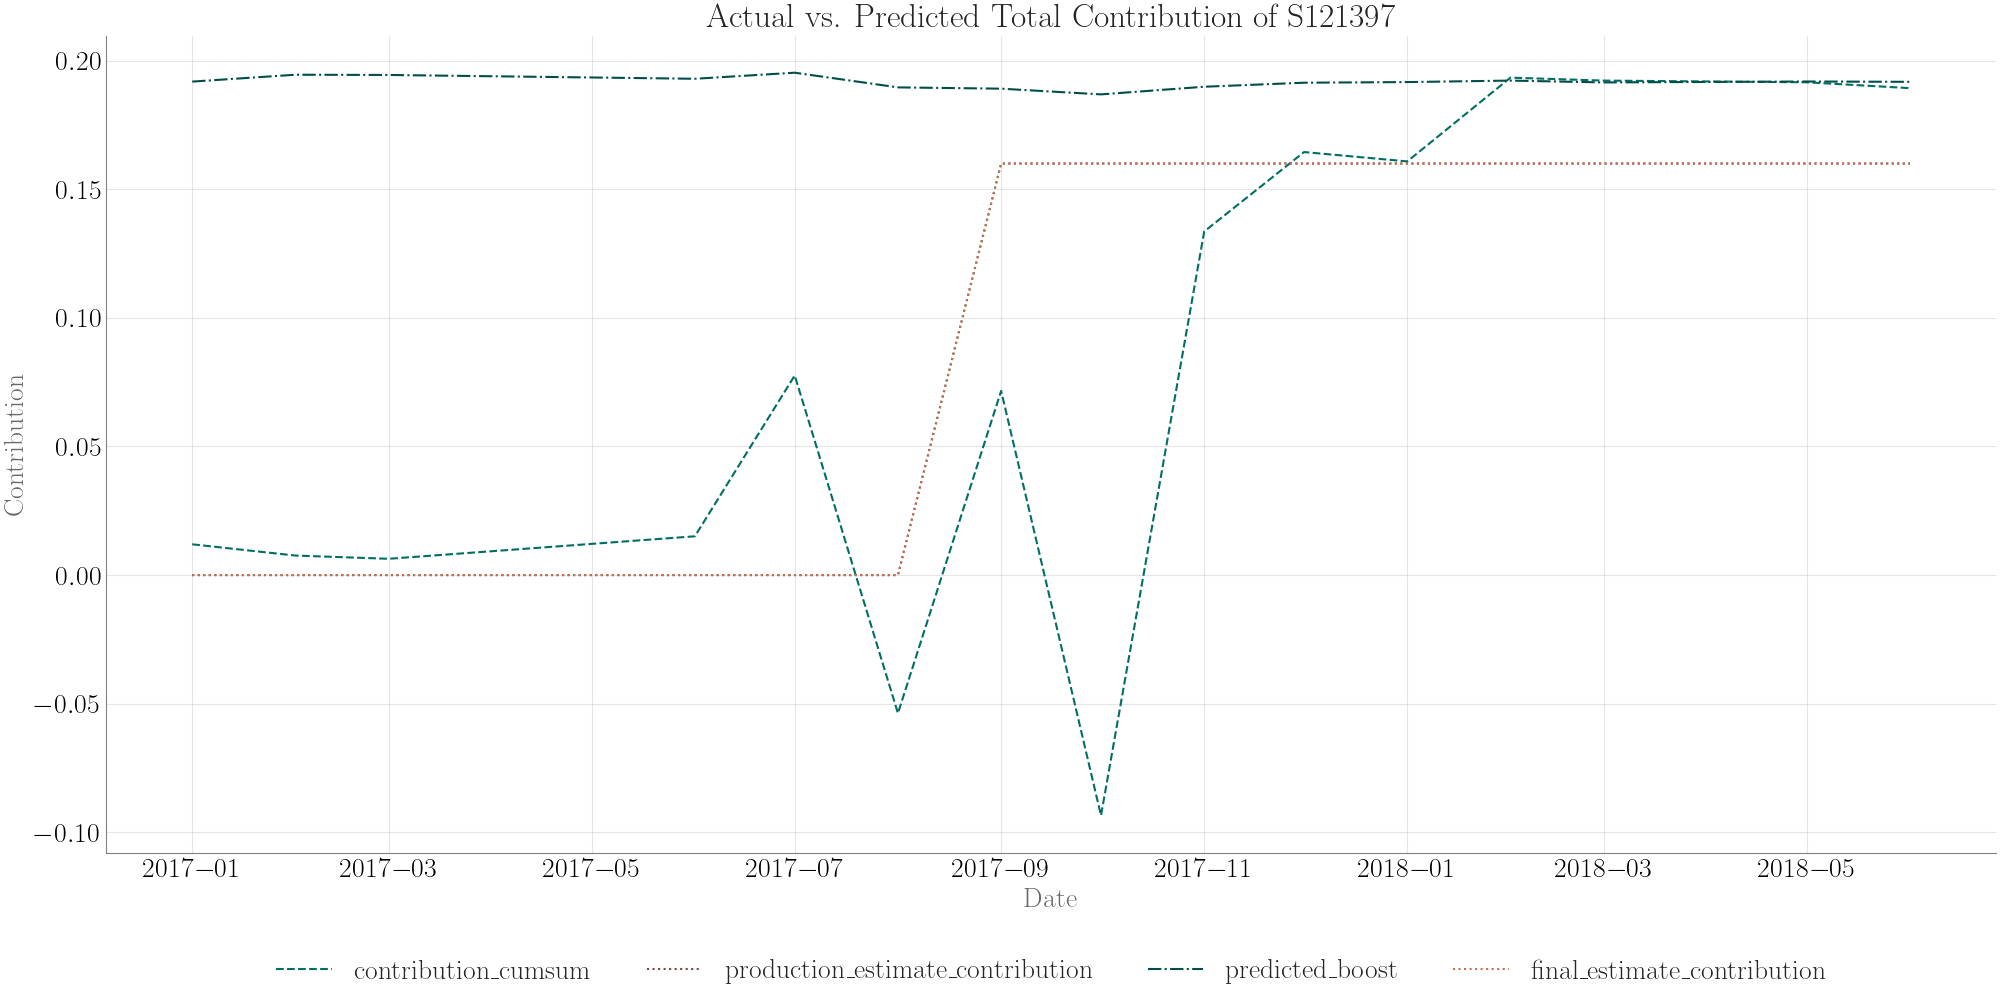 Actual vs. Predicted Total Contribution of S121397
0.20
0.15
0.10
0.05
0.00
−0.05
−0.10
Contribution
2017−01 2017−03 2017−05 2017−07 2017−09 2017−11 2018−01 2018−03 2018−05
Date
contribution_cumsum production_estimate_contribution predicted_boost final_estimate_contribution